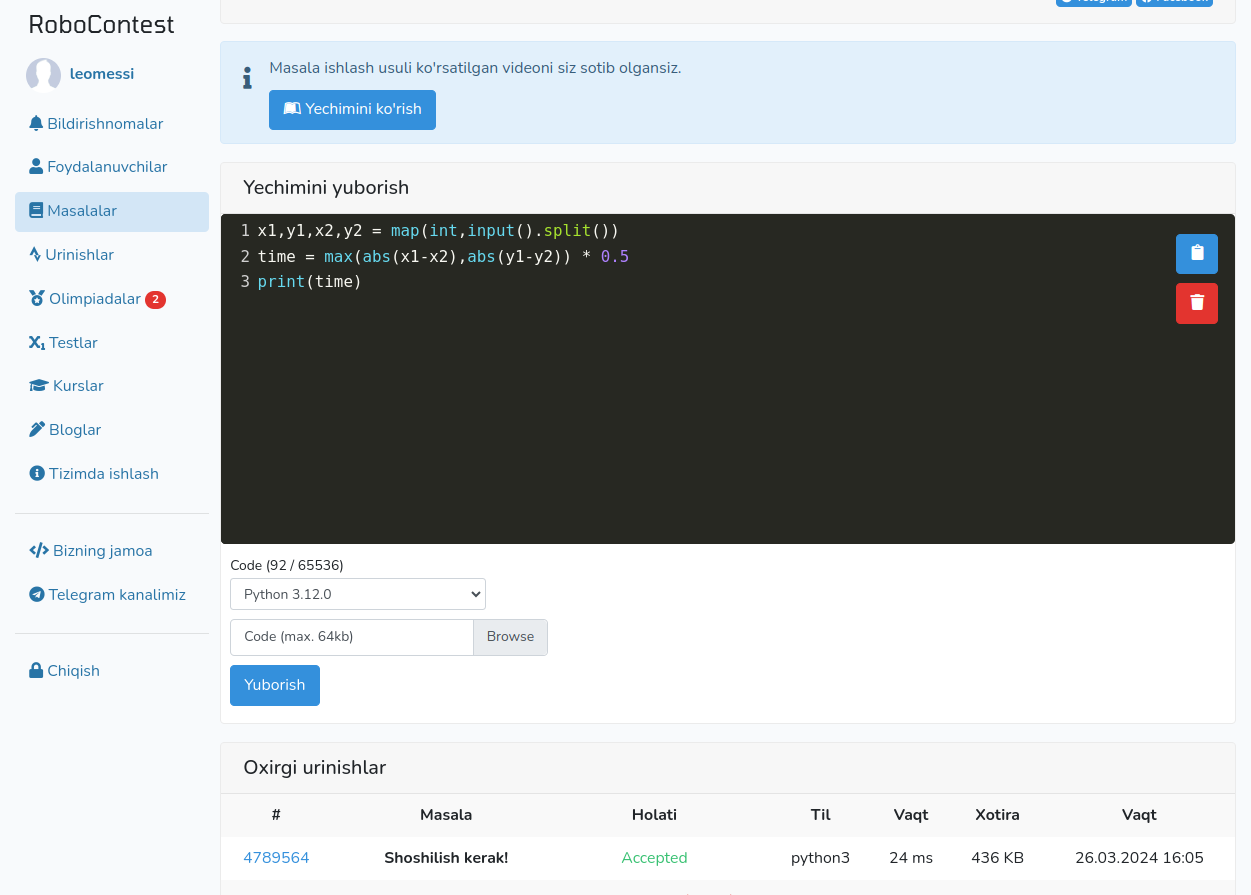 RoboContest
leomessi
Bildirishnomalar
Foydalanuvchilar
Masalalar
Urinishlar
Olimpiadalar 2
X1 Testlar
Kurslar
Bloglar
Tizimda ishlash
Bizning jamoa
Telegram kanalimiz
Chiqish
Masala ishlash usuli ko'rsatilgan videoni siz sotib olgansiz.
Yechimini ko'rish
Yechimini yuborish
1 x1,y1,x2,y2 = map(int,input().split())
2 time = max(abs(x1-x2),abs(y1-y2)) * 0.5
3 print(time)
Code (92 / 65536)
Python 3.12.0
Code (max. 64kb) Browse
Yuborish
Oxirgi urinishlar
# Masala Holati Til Vaqt Xotira Vaqt
4789564 Shoshilish kerak! Accepted python3 24 ms 436 KB 26.03.2024 16:05